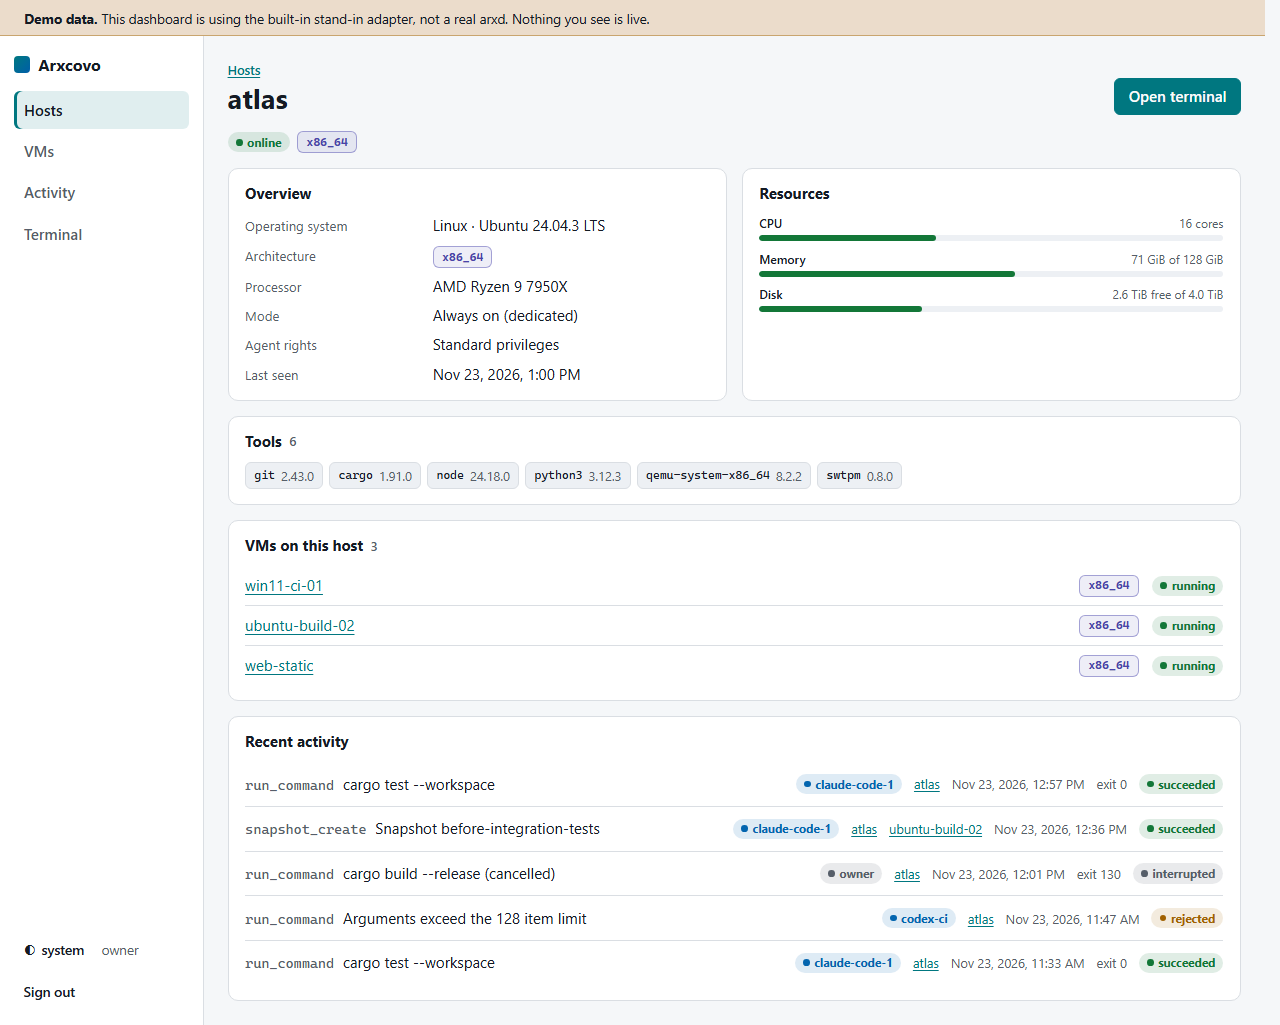 Demo data. This dashboard is using the built-in stand-in adapter, not a real arxd. Nothing you see is live.
Arxcovo
Hosts
VMs
Activity
Terminal
system owner
Sign out
Hosts
atlas
Open terminal
online x86_64
Overview
Operating system Linux · Ubuntu 24.04.3 LTS
Architecture x86_64
Processor AMD Ryzen 9 7950X
Mode Always on (dedicated)
Agent rights Standard privileges
Last seen Nov 23, 2026, 1:00 PM
Resources
CPU 16 cores
Memory 71 GiB of 128 GiB
Disk 2.6 TiB free of 4.0 TiB
Tools 6
git 2.43.0 cargo 1.91.0 node 24.18.0 python3 3.12.3 qemu-system-x86_64 8.2.2 swtpm 0.8.0
VMs on this host 3
win11-ci-01 x86_64 running
ubuntu-build-02 x86_64 running
web-static x86_64 running
Recent activity
run_command cargo test --workspace claude-code-1 atlas Nov 23, 2026, 12:57 PM exit 0 succeeded
snapshot_create Snapshot before-integration-tests claude-code-1 atlas ubuntu-build-02 Nov 23, 2026, 12:36 PM succeeded
run_command cargo build --release (cancelled) owner atlas Nov 23, 2026, 12:01 PM exit 130 interrupted
run_command Arguments exceed the 128 item limit codex-ci atlas Nov 23, 2026, 11:47 AM rejected
run_command cargo test --workspace claude-code-1 atlas Nov 23, 2026, 11:33 AM exit 0 succeeded